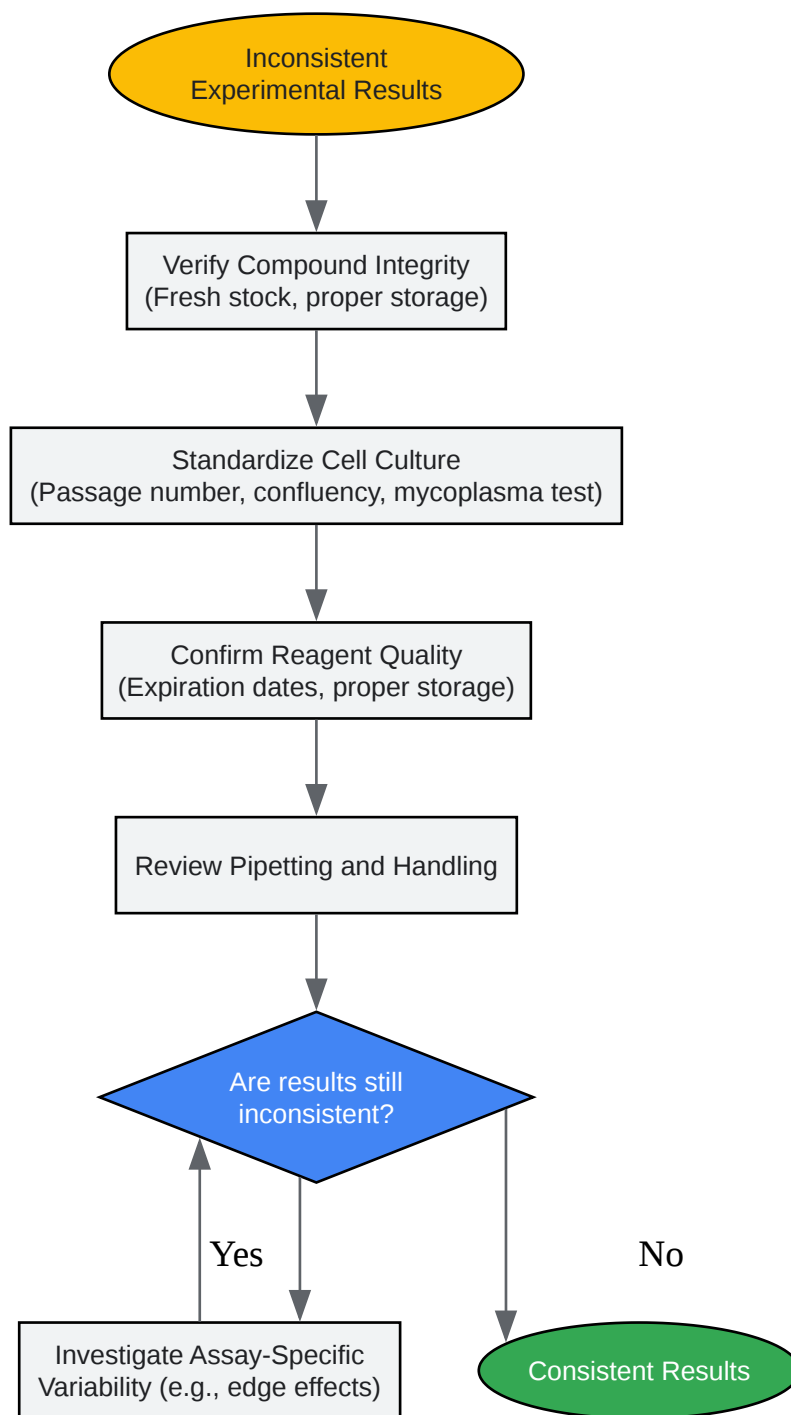 Inconsistent
Experimental Results
Verify Compound Integrity
(Fresh stock, proper storage)
Standardize Cell Culture
(Passage number, confluency, mycoplasma test)
Confirm Reagent Quality
(Expiration dates, proper storage)
Review Pipetting and Handling
Are results still
inconsistent?
Yes
No
Investigate Assay-Specific
Variability (e.g., edge effects)
Consistent Results